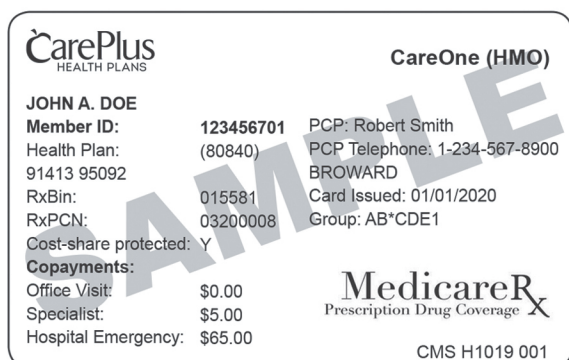 CarePlus
HEALTH PLANS
CareOne (HMO)
JOHN A. DOE
Member ID: 123456701
Health Plan: (80840)
91413 95092
RxBin: 015581
RxPCN: 03200008
Cost-share protected: Y
Copayments:
Office Visit: $0.00
Specialist: $5.00
Hospital Emergency: $65.00
PCP: Robert Smith
PCP Telephone: 1-234-567-8900
BROWARD
Card Issued: 01/01/2020
Group: AB*CDE1
MedicareRx
Prescription Drug Coverage X
CMS H1019 001
SAMPLE